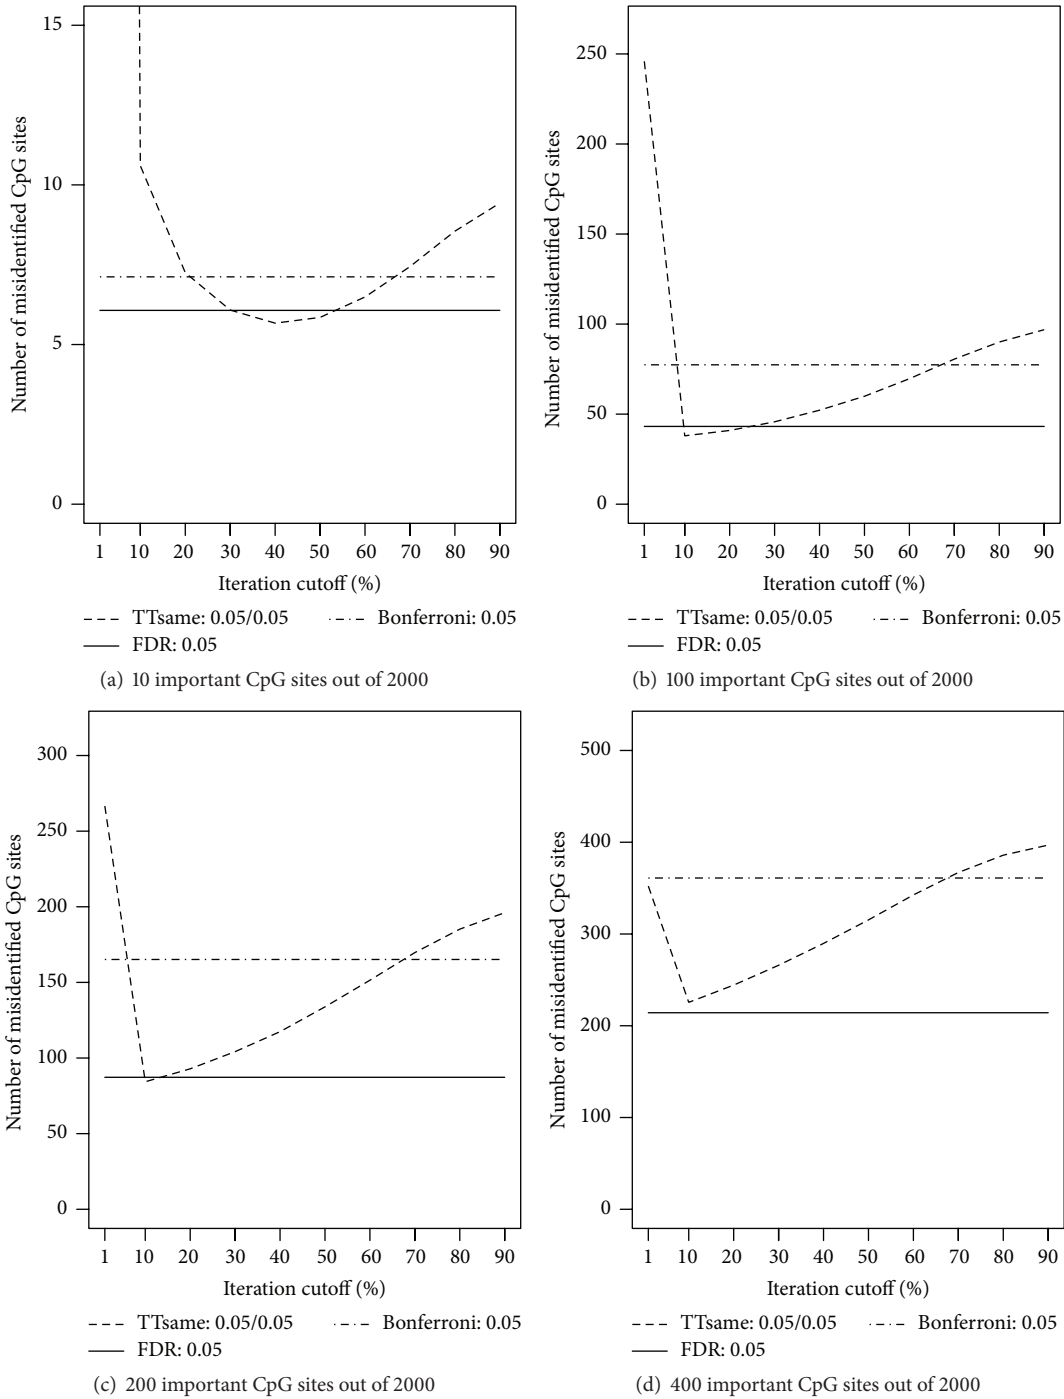 15
10
5
0
Number of misidentified CpG sites
1 10 20 30 40 50 60 70 80 90
Iteration cutoff (%)
TTsame: 0.05/0.05
Bonferroni: 0.05
FDR: 0.05
(a) 10 important CpG sites out of 2000
250
200
150
100
50
0
Number of misidentified CpG sites
1 10 20 30 40 50 60 70 80 90
Iteration cutoff (%)
TTsame: 0.05/0.05
Bonferroni: 0.05
FDR: 0.05
(b) 100 important CpG sites out of 2000
300
250
200
150
100
50
0
Number of misidentified CpG sites
1 10 20 30 40 50 60 70 80 90
Iteration cutoff (%)
TTsame: 0.05/0.05
Bonferroni: 0.05
FDR: 0.05
(c) 200 important CpG sites out of 2000
500
400
300
200
100
0
Number of misidentified CpG sites
1 10 20 30 40 50 60 70 80 90
Iteration cutoff (%)
TTsame: 0.05/0.05
Bonferroni: 0.05
FDR: 0.05
(d) 400 important CpG sites out of 2000